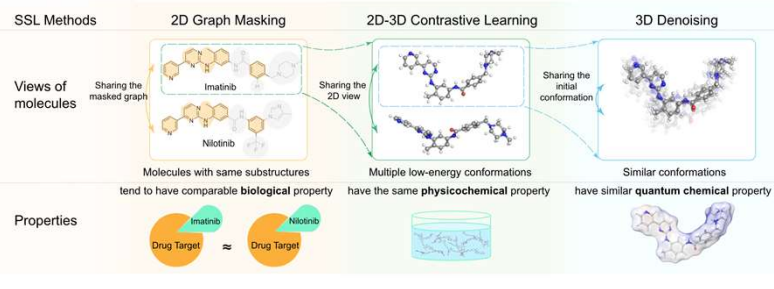 SSL Methods
2D Graph Masking
2D-3D Contrastive Learning
3D Denoising
Views of
molecules
Sharing the
masked graph
Imatinib
Nilotinib
Molecules with same substructures
Sharing the
2D view
Multiple low-energy conformations
Sharing the
initial
conformation
Similar conformations
Properties
tend to have comparable biological property
have the same physicochemical property
have similar quantum chemical property
Imatinib
Drug Target
≈
Nilotinib
Drug Target